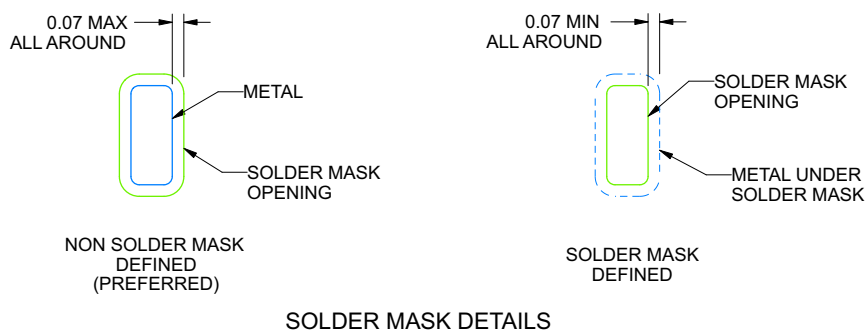 0.07 MAX
ALL AROUND
METAL
SOLDER MASK
OPENING
NON SOLDER MASK
DEFINED
(PREFERRED)
0.07 MIN
ALL AROUND
SOLDER MASK
OPENING
METAL UNDER
SOLDER MASK
SOLDER MASK
DEFINED
SOLDER MASK DETAILS